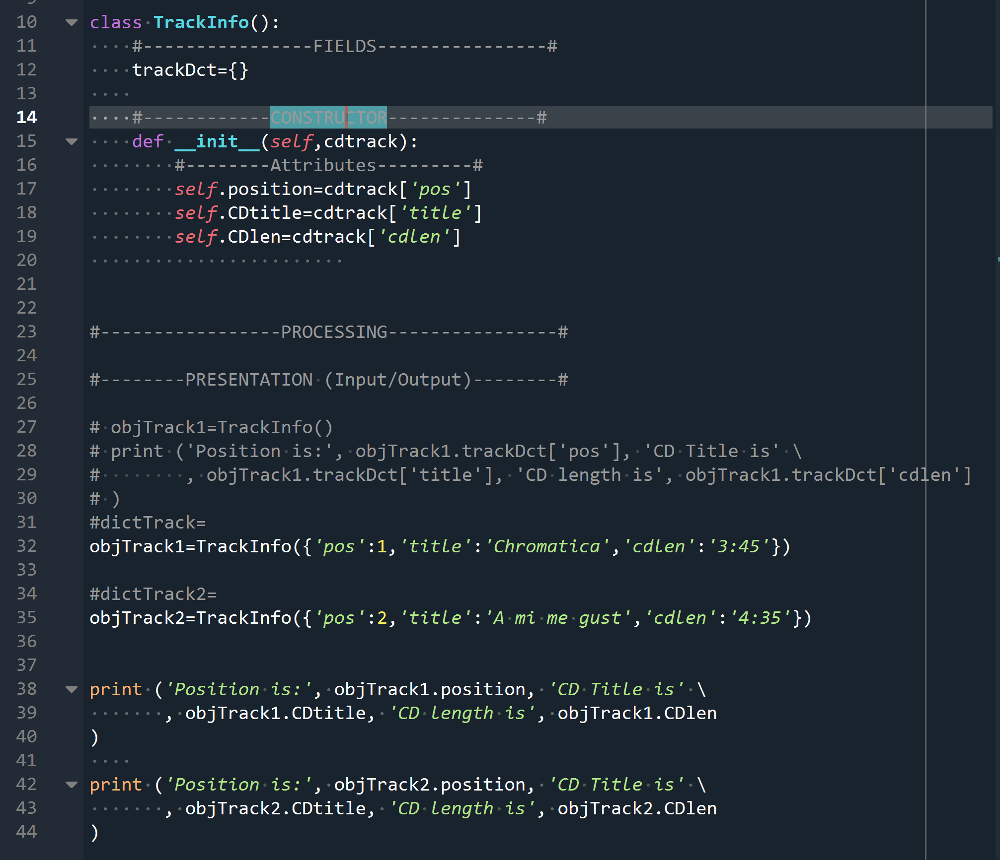 10 class TrackInfo():
11     #----------------FIELDS----------------#
12     trackDct={}
13
14     #------------CONSTRUCTOR--------------#
15     def __init__(self,cdtrack):
16         #--------Attributes---------#
17         self.position=cdtrack['pos']
18         self.CDtitle=cdtrack['title']
19         self.CDlen=cdtrack['cdlen']
20
21
22
23 #-----------------PROCESSING----------------#
24
25 #--------PRESENTATION (Input/Output)--------#
26
27 # objTrack1=TrackInfo()
28 # print ('Position is:', objTrack1.trackDct['pos'], 'CD Title is' \
29 #        , objTrack1.trackDct['title'], 'CD length is', objTrack1.trackDct['cdlen']
30 # )
31 #dictTrack=
32 objTrack1=TrackInfo({'pos':1,'title':'Chromatica','cdlen':'3:45'})
33
34 #dictTrack2=
35 objTrack2=TrackInfo({'pos':2,'title':'A mi me gust','cdlen':'4:35'})
36
37
38 print ('Position is:', objTrack1.position, 'CD Title is' \
39        , objTrack1.CDtitle, 'CD length is', objTrack1.CDlen
40 )
41
42 print ('Position is:', objTrack2.position, 'CD Title is' \
43        , objTrack2.CDtitle, 'CD length is', objTrack2.CDlen
44 )